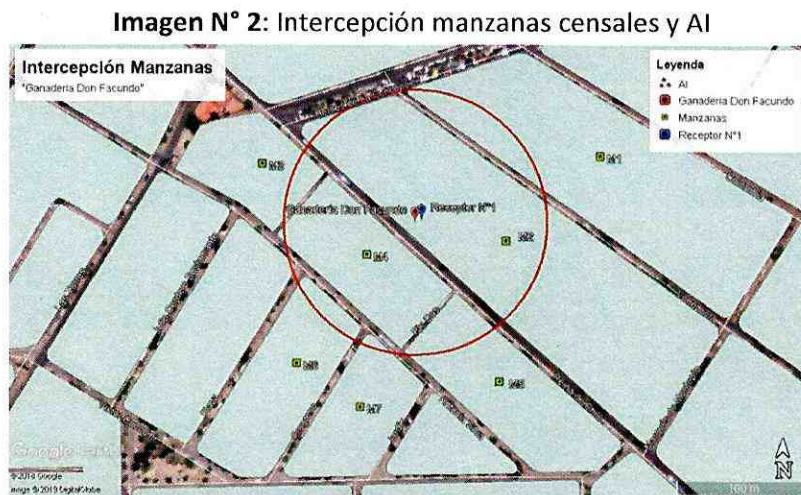 Imagen N° 2: Intercepción manzanas censales y AI
Intercepción Manzanas
"Ganadería Don Facundo"
Leyenda
AI
Ganadería Don Facundo
Manzanas
Receptor N°1
M1
M3
Ganadería Don Facundo
Receptor N°1
M2
M4
M6
M5
M7
Google Earth
© 2019 Google
Image © 2019 DigitalGlobe
N
100 m